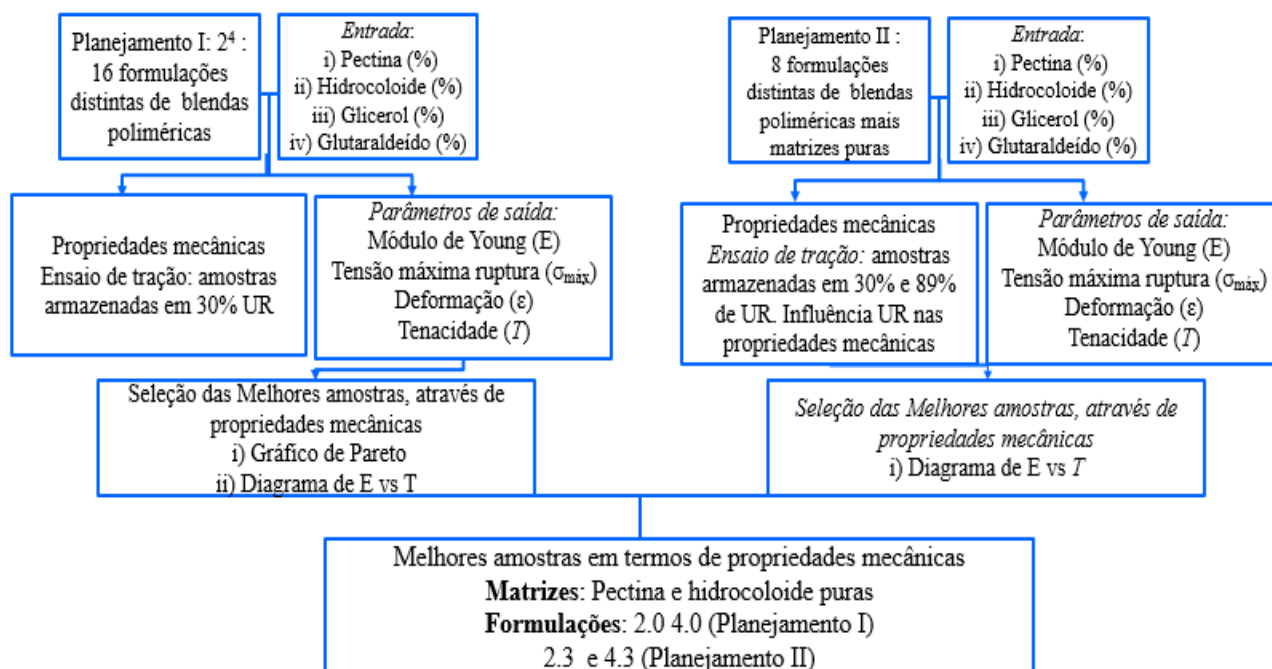 Planejamento I: 2⁴ :
16 formulações
distintas de blendas
poliméricas
Entrada:
i) Pectina (%)
ii) Hidrocoloide (%)
iii) Glicerol (%)
iv) Glutaraldeído (%)
Planejamento II :
8 formulações
distintas de blendas
poliméricas mais
matrizes puras
Entrada:
i) Pectina (%)
ii) Hidrocoloide (%)
iii) Glicerol (%)
iv) Glutaraldeído (%)
Propriedades mecânicas
Ensaio de tração: amostras
armazenadas em 30% UR
Parâmetros de saída:
Módulo de Young (E)
Tensão máxima ruptura (σmáx)
Deformação (ε)
Tenacidade (T)
Propriedades mecânicas
Ensaio de tração: amostras
armazenadas em 30% e 89%
de UR. Influência UR nas
propriedades mecânicas
Parâmetros de saída:
Módulo de Young (E)
Tensão máxima ruptura (σmáx)
Deformação (ε)
Tenacidade (T)
Seleção das Melhores amostras, através de
propriedades mecânicas
i) Gráfico de Pareto
ii) Diagrama de E vs T
Seleção das Melhores amostras, através de
propriedades mecânicas
i) Diagrama de E vs T
Melhores amostras em termos de propriedades mecânicas
Matrizes: Pectina e hidrocoloide puras
Formulações: 2.0 4.0 (Planejamento I)
2.3 e 4.3 (Planejamento II)